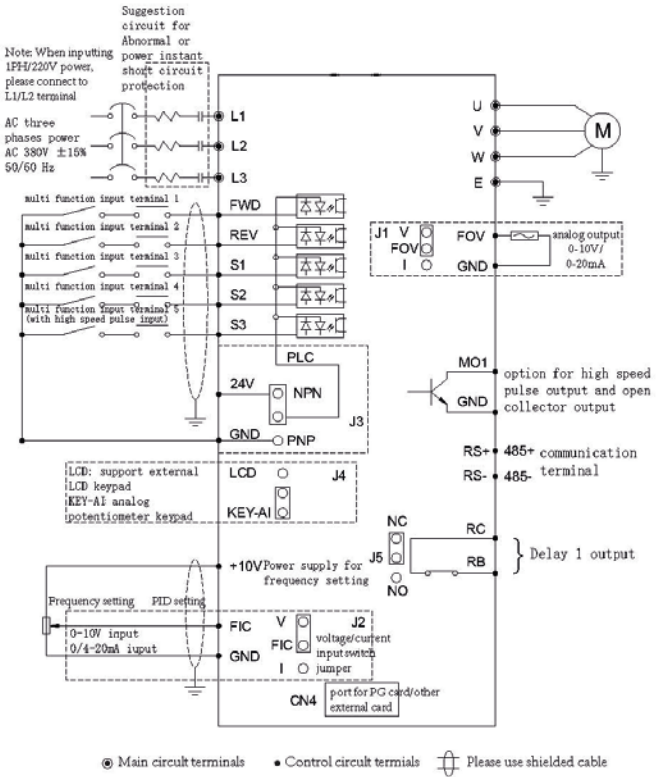 Suggestion
circuit for
Abnormal or
power instant
short circuit
protection
Note: When inputting
1PH/220V power,
please connect to
L1/L2 terminal
AC three
phases power
AC 380V ±15%
50/60 Hz
L1
L2
L3
U
V
W
E
M
multi function input terminal 1
FWD
multi function input terminal 2
REV
multi function input terminal 3
S1
multi function input terminal 4
S2
multi function input terminal 5
(with high speed pulse input)
S3
J1 V
FOV
I
FOV
GND
analog output
0-10V/
0-20mA
PLC
24V
NPN
J3
GND
PNP
MO1
GND
option for high speed
pulse output and open
collector output
RS+ 485+
RS- 485-
communication
terminal
LCD: support external
LCD keypad
KEY-AI: analog
potentiometer keypad
LCD
J4
KEY-AI
NC
J5
NO
RC
RB
Delay 1 output
+10V Power supply for
frequency setting
Frequency setting PID setting
0-10V input
0/4-20mA iuput
FIC
GND
V
J2
FIC
I
voltage/current
input switch
jumper
CN4
port for PG card/other
external card
Main circult terminals
Control circult termials
Please use shielded cable